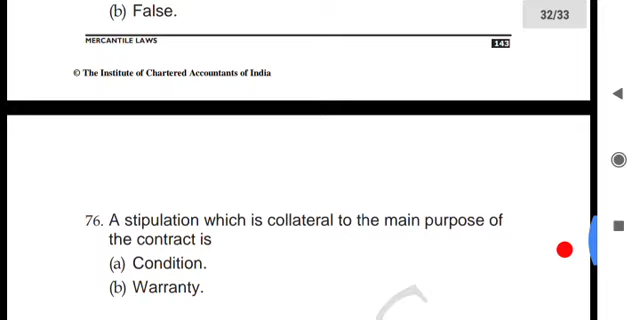 (b) False.
32/33
MERCANTILE LAWS
143
© The Institute of Chartered Accountants of India
76. A stipulation which is collateral to the main purpose of
the contract is
(a) Condition.
(b) Warranty.